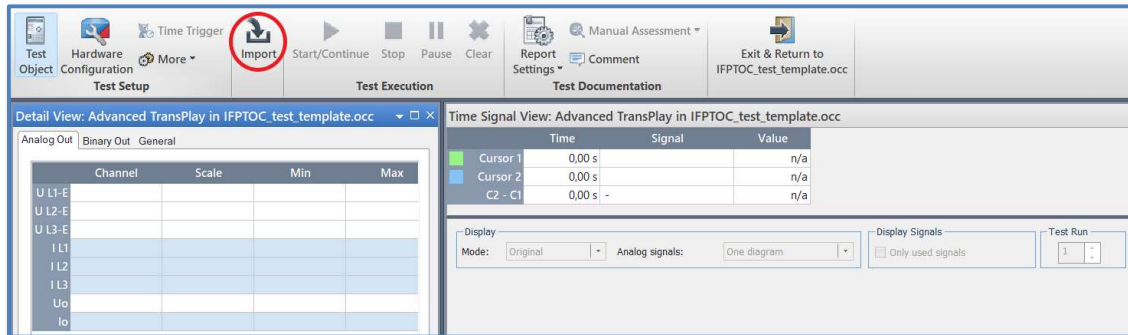 Test Object
Hardware Configuration
Time Trigger
More
Test Setup
Import
Start/Continue
Stop
Pause
Clear
Test Execution
Report Settings
Manual Assessment
Comment
Test Documentation
Exit & Return to
IFPTOC_test_template.occ
Detail View: Advanced TransPlay in IFPTOC_test_template.occ
Analog Out Binary Out General
Channel Scale Min Max
U L1-E
U L2-E
U L3-E
I L1
I L2
I L3
Uo
Io
Time Signal View: Advanced TransPlay in IFPTOC_test_template.occ
Time Signal Value
Cursor 1 0,00 s n/a
Cursor 2 0,00 s n/a
C2 - C1 0,00 s - n/a
Display
Mode: Original Analog signals: One diagram
Display Signals
Only used signals
Test Run
1